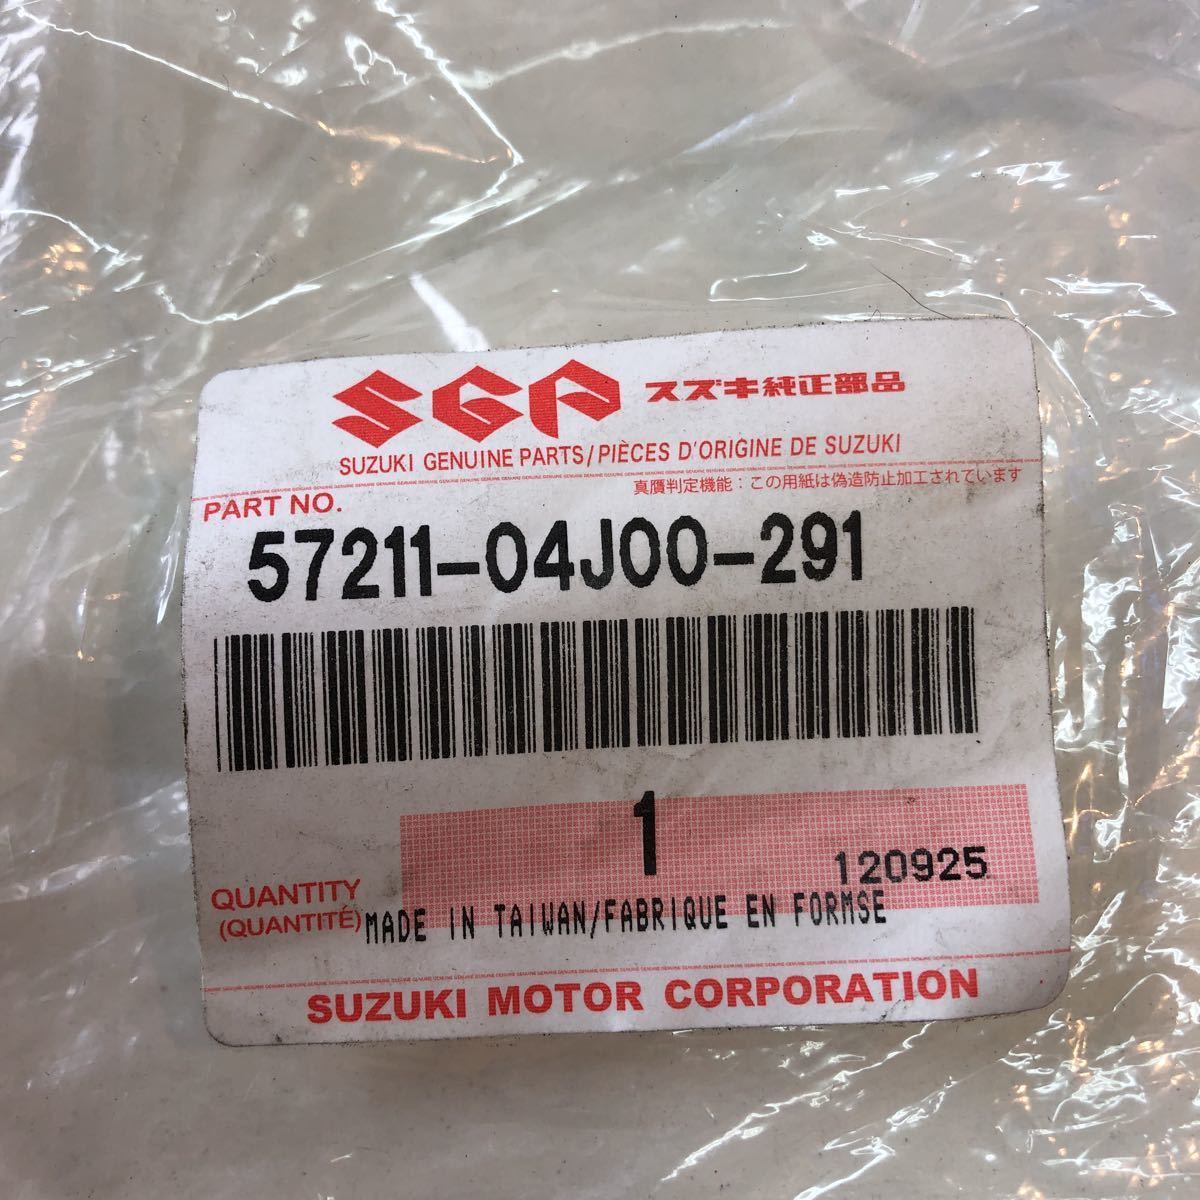 SGP スズキ純正部品
SUZUKI GENUINE PARTS/PIÈCES D'ORIGINE DE SUZUKI
真贋判定機能：この用紙は偽造防止加工されています
PART NO.
57211-04J00-291
1
120925
QUANTITY
(QUANTITÉ)
MADE IN TAIWAN/FABRIQUE EN FORMSE
SUZUKI MOTOR CORPORATION